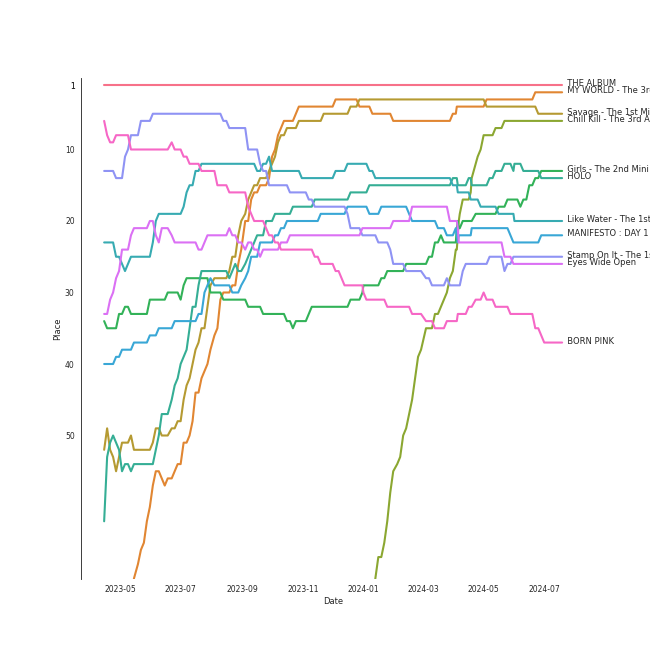 THE ALBUM
1
MY WORLD - The 3r
Savage - The 1st Mi
Chill Kill - The 3rd A
10
Girls - The 2nd Mini
HOLO
20
Like Water - The 1st
MANIFESTO : DAY 1
Stamp On It - The 1s
Eyes Wide Open
30
Place
BORN PINK
40
50
2023-05
2023-07
2023-09
2023-11
2024-01
2024-03
2024-05
2024-07
Date